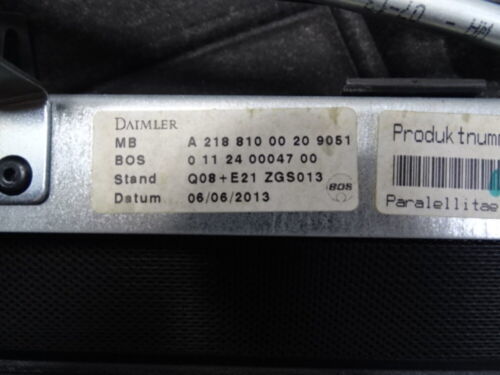 DAIMLER
MB A 218 810 00 20 9051
BOS 0 11 24 00047 00
Stand Q08+E21 ZGS013
Datum 06/06/2013
BOS
Produktnumm
Paralellitae